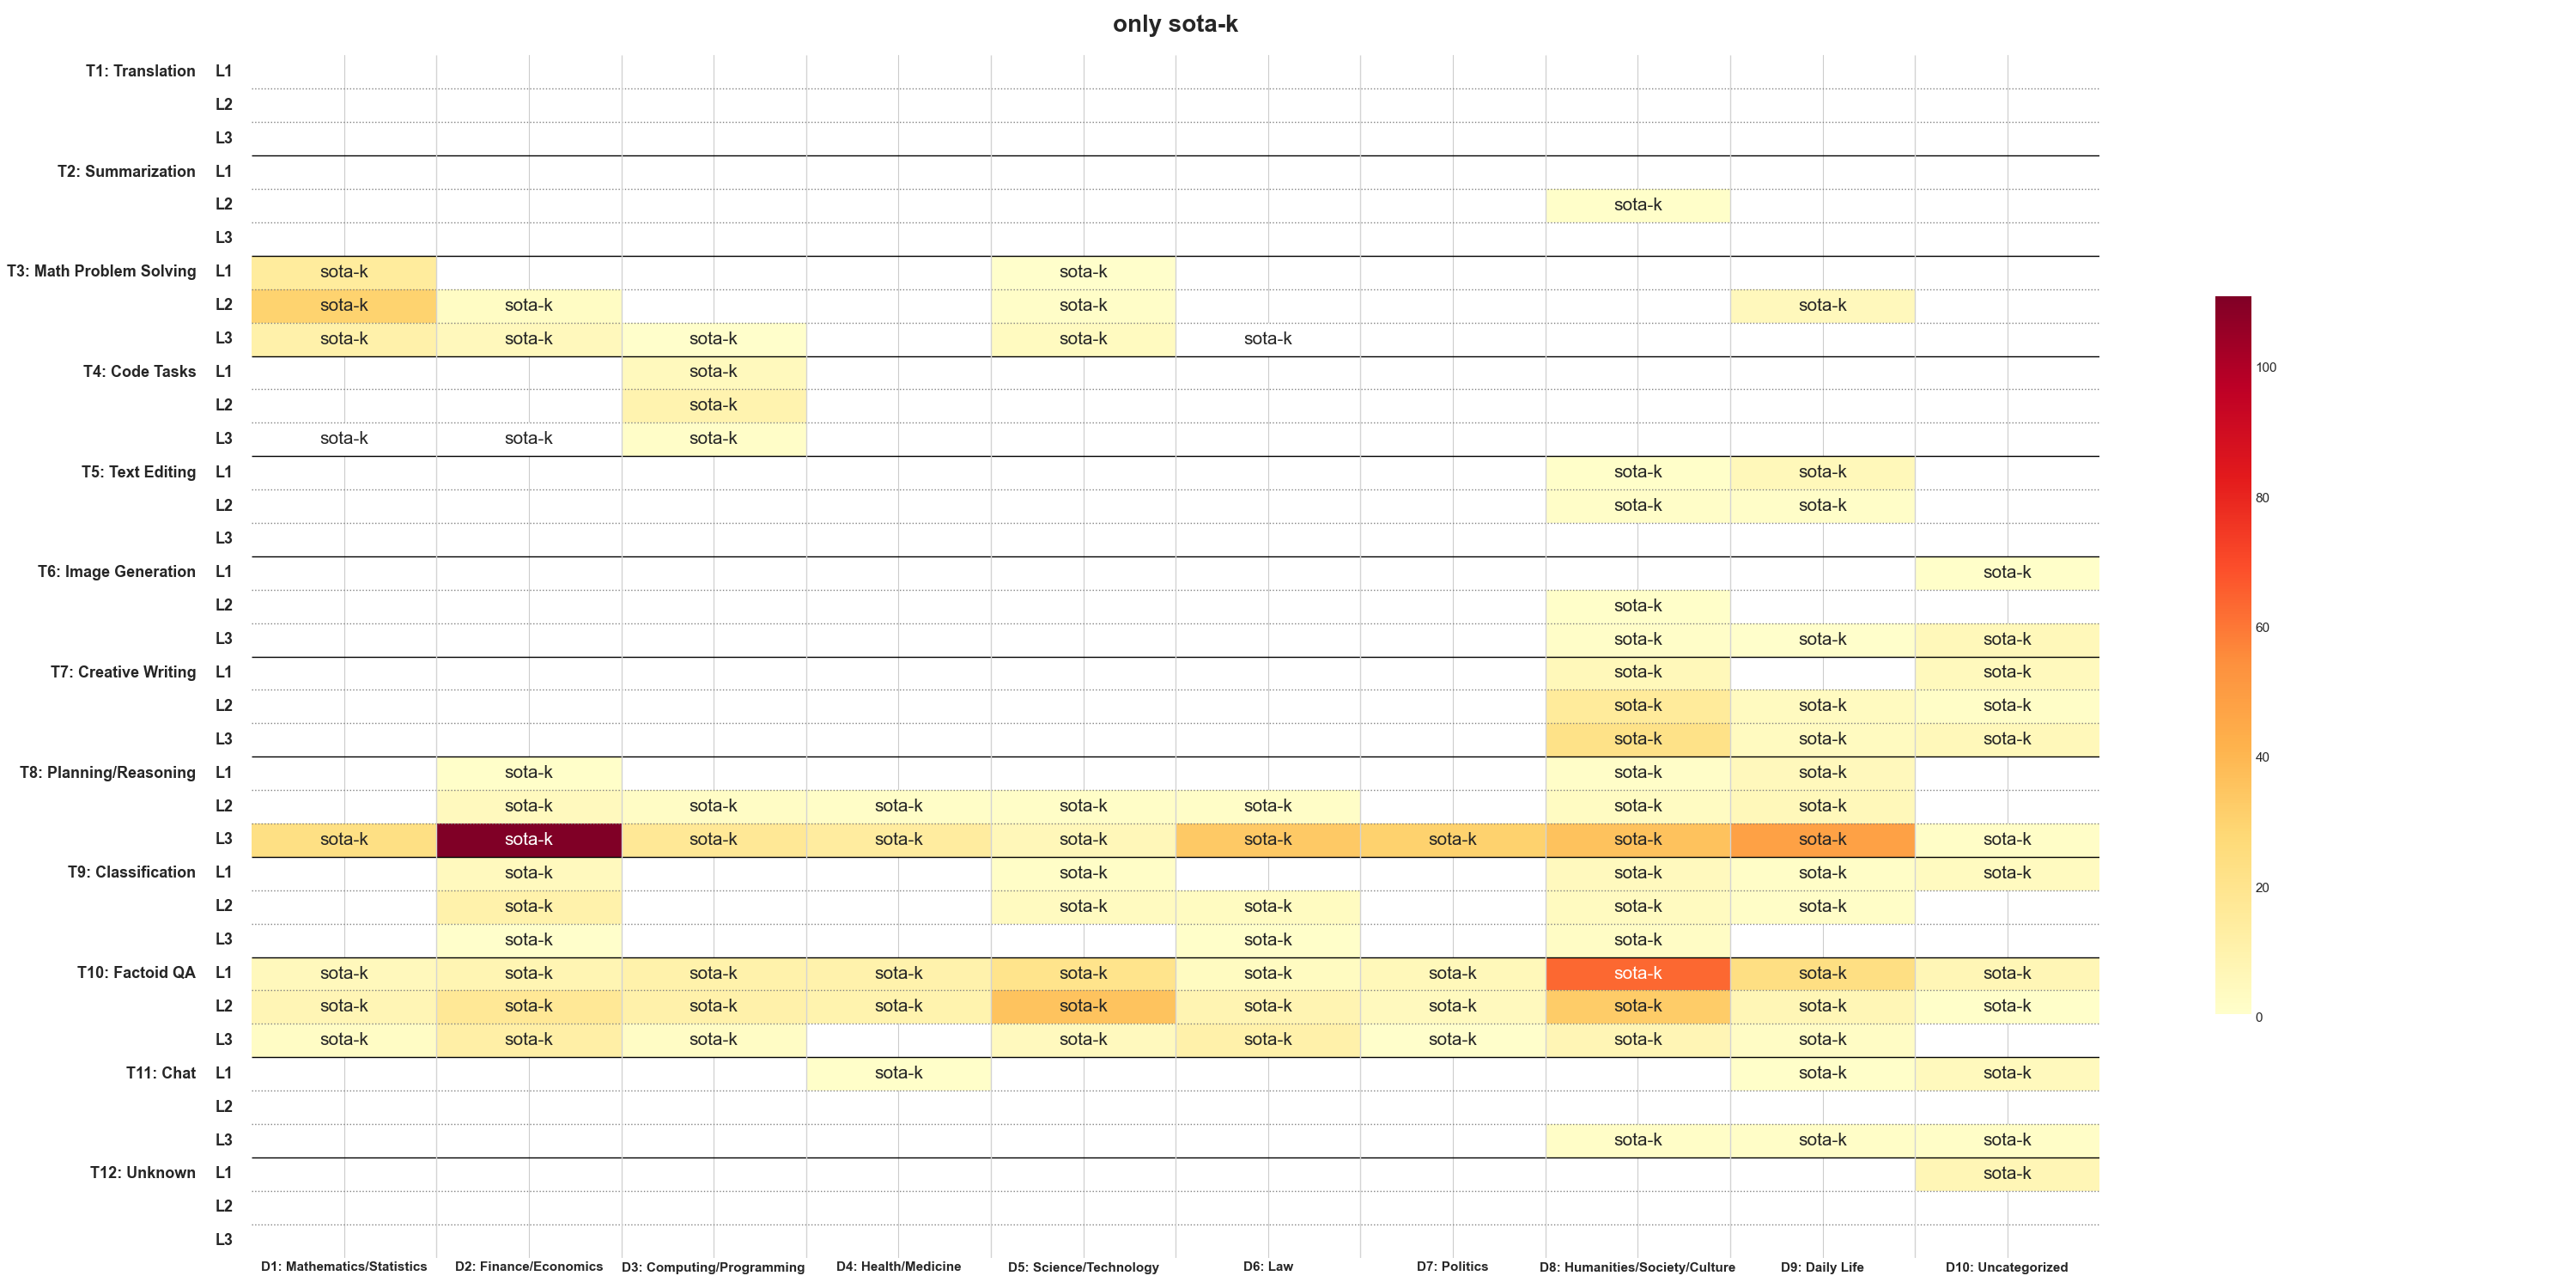 only sota-k
T1: Translation L1
L2
L3
T2: Summarization L1
L2 sota-k
L3
T3: Math Problem Solving L1 sota-k sota-k
L2 sota-k sota-k sota-k sota-k
L3 sota-k sota-k sota-k sota-k sota-k
100
T4: Code Tasks L1 sota-k
L2 sota-k
L3 sota-k sota-k sota-k
T5: Text Editing L1 sota-k sota-k
80
L2 sota-k sota-k
L3
T6: Image Generation L1 sota-k
L2 sota-k
60
L3 sota-k sota-k sota-k
T7: Creative Writing L1 sota-k sota-k
L2 sota-k sota-k sota-k
L3 sota-k sota-k sota-k
40
T8: Planning/Reasoning L1 sota-k sota-k sota-k
L2 sota-k sota-k sota-k sota-k sota-k sota-k sota-k
L3 sota-k sota-k sota-k sota-k sota-k sota-k sota-k sota-k sota-k sota-k
T9: Classification L1 sota-k sota-k sota-k sota-k sota-k
20
L2 sota-k sota-k sota-k sota-k sota-k
L3 sota-k sota-k sota-k
T10: Factoid QA L1 sota-k sota-k sota-k sota-k sota-k sota-k sota-k sota-k sota-k sota-k
L2 sota-k sota-k sota-k sota-k sota-k sota-k sota-k sota-k sota-k sota-k
0
L3 sota-k sota-k sota-k sota-k sota-k sota-k sota-k sota-k
T11: Chat L1 sota-k sota-k sota-k
L2
L3 sota-k sota-k sota-k
T12: Unknown L1 sota-k
L2
L3
D1: Mathematics/Statistics D2: Finance/Economics D3: Computing/Programming D4: Health/Medicine D5: Science/Technology D6: Law D7: Politics D8: Humanities/Society/Culture D9: Daily Life D10: Uncategorized